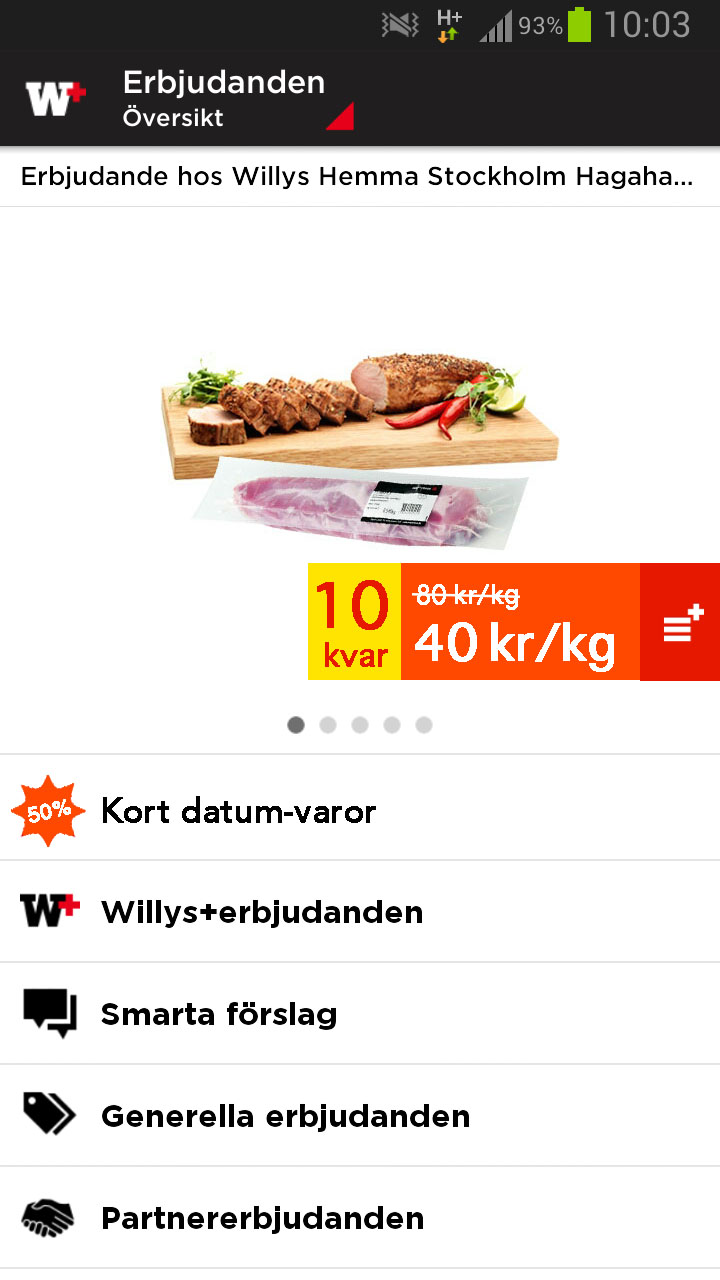 H+ 93% 10:03
W+ Erbjudanden
Översikt
Erbjudande hos Willys Hemma Stockholm Hagaha...
10 kvar
80 kr/kg
40 kr/kg
50% Kort datum-varor
W+ Willys+erbjudanden
Smarta förslag
Generella erbjudanden
Partnererbjudanden